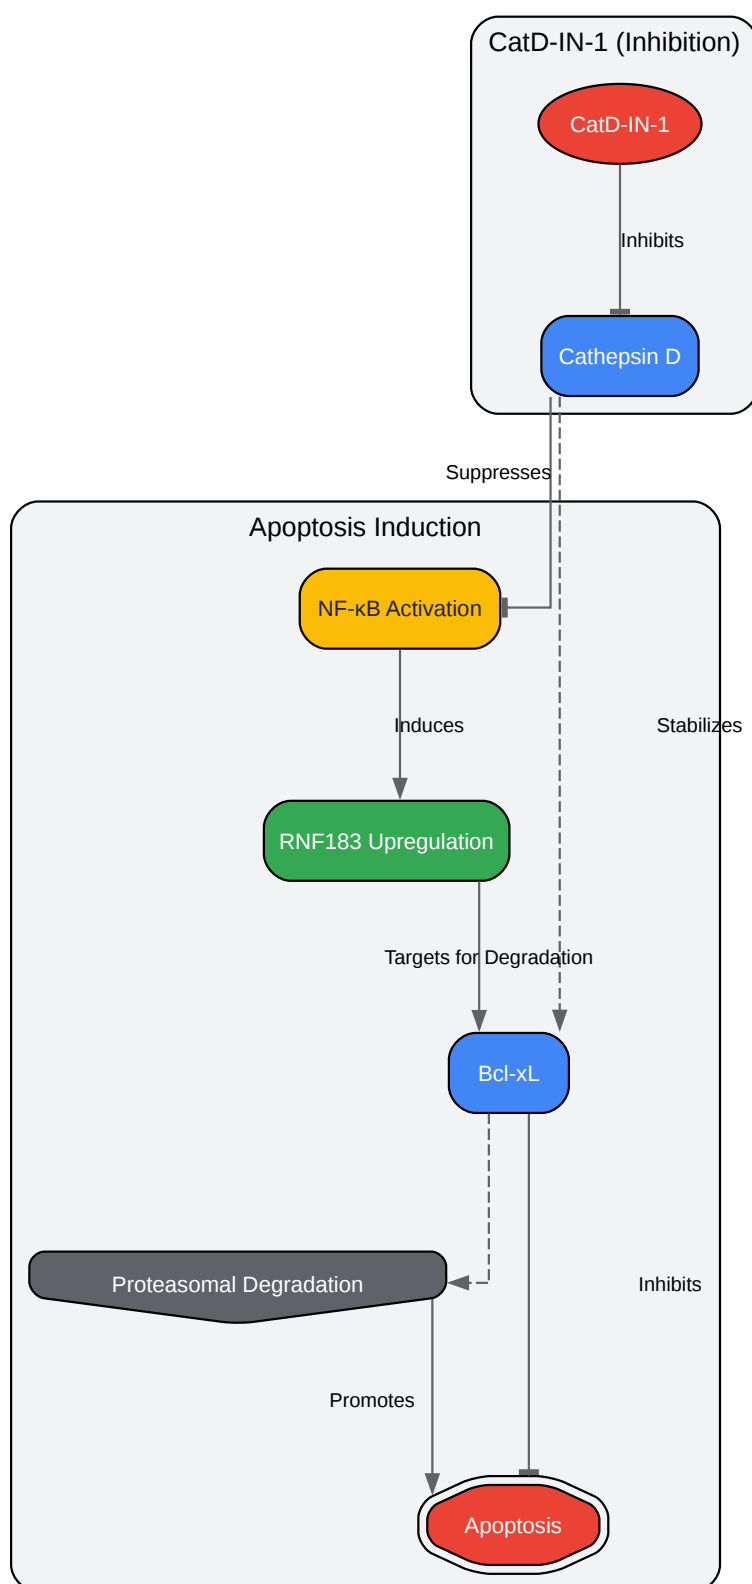 CatD-IN-1 (Inhibition)
CatD-IN-1
Inhibits
Cathepsin D
Suppresses
Apoptosis Induction
NF-κB Activation
Induces
Stabilizes
RNF183 Upregulation
Targets for Degradation
Bcl-xL
Proteasomal Degradation
Inhibits
Promotes
Apoptosis